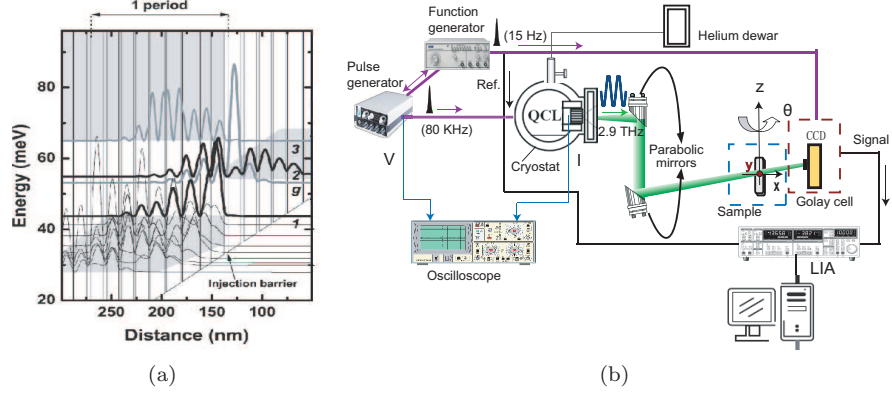 1 period
Energy (meV)
80
60
40
20
3
2
g
1
Injection barrier
250
200
150
100
Distance (nm)
(a)
Function
generator
(15 Hz)
Helium dewar
Pulse
generator
Ref.
(80 KHz)
QCL
2.9 THz
V
Cryostat
I
Parabolic
mirrors
Z
θ
CCD
Signal
y
x
Sample
Golay cell
Oscilloscope
LIA
(b)